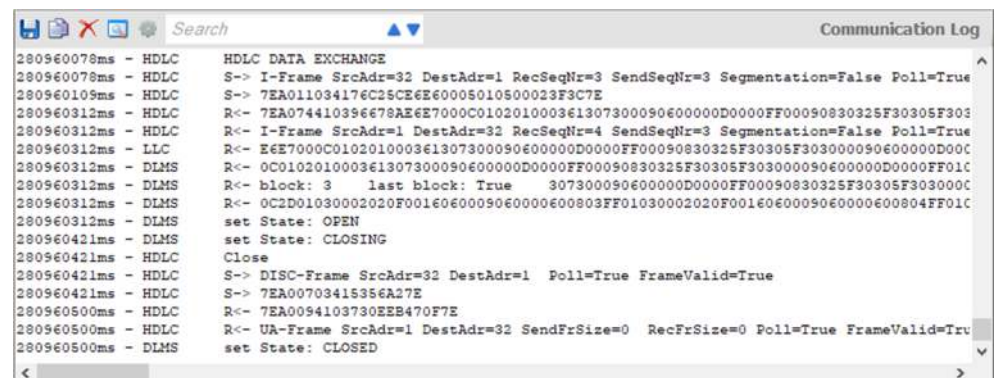 Search Communication Log
280960078ms - HDLC HDLC DATA EXCHANGE
280960078ms - HDLC S-> I-Frame SrcAdr=32 DestAdr=1 RecSeqNr=3 SendSeqNr=3 Segmentation=False Poll=True
280960109ms - HDLC S-> 7EA011034176C25CE6E60005010500023F3C7E
280960312ms - HDLC R<- 7EA074410396678AE6E7000C010201000361307300090600000D0000FF00090830325F30305F303
280960312ms - HDLC R<- I-Frame SrcAdr=1 DestAdr=32 RecSeqNr=4 SendSeqNr=3 Segmentation=False Poll=True
280960312ms - LLC R<- E6E7000C010201000361307300090600000D0000FF00090830325F30305F303000090600000D000
280960312ms - DLMS R<- 0C010201000361307300090600000D0000FF00090830325F30305F303000090600000D0000FF010
280960312ms - DLMS R<- block: 3 last block: True 307300090600000D0000FF00090830325F30305F3030000
280960312ms - DLMS R<- 0C2D01030002020F00160600090600000600803FF01030002020F0016060009060000600804FF010
280960312ms - DLMS set State: OPEN
280960421ms - DLMS set State: CLOSING
280960421ms - HDLC Close
280960421ms - HDLC S-> DISC-Frame SrcAdr=32 DestAdr=1 Poll=True FrameValid=True
280960421ms - HDLC S-> 7EA00703415356A27E
280960500ms - HDLC R<- 7EA0094103730EEB470F7E
280960500ms - HDLC R<- UA-Frame SrcAdr=1 DestAdr=32 SendFrSize=0 RecFrSize=0 Poll=True FrameValid=Tru
280960500ms - DLMS set State: CLOSED